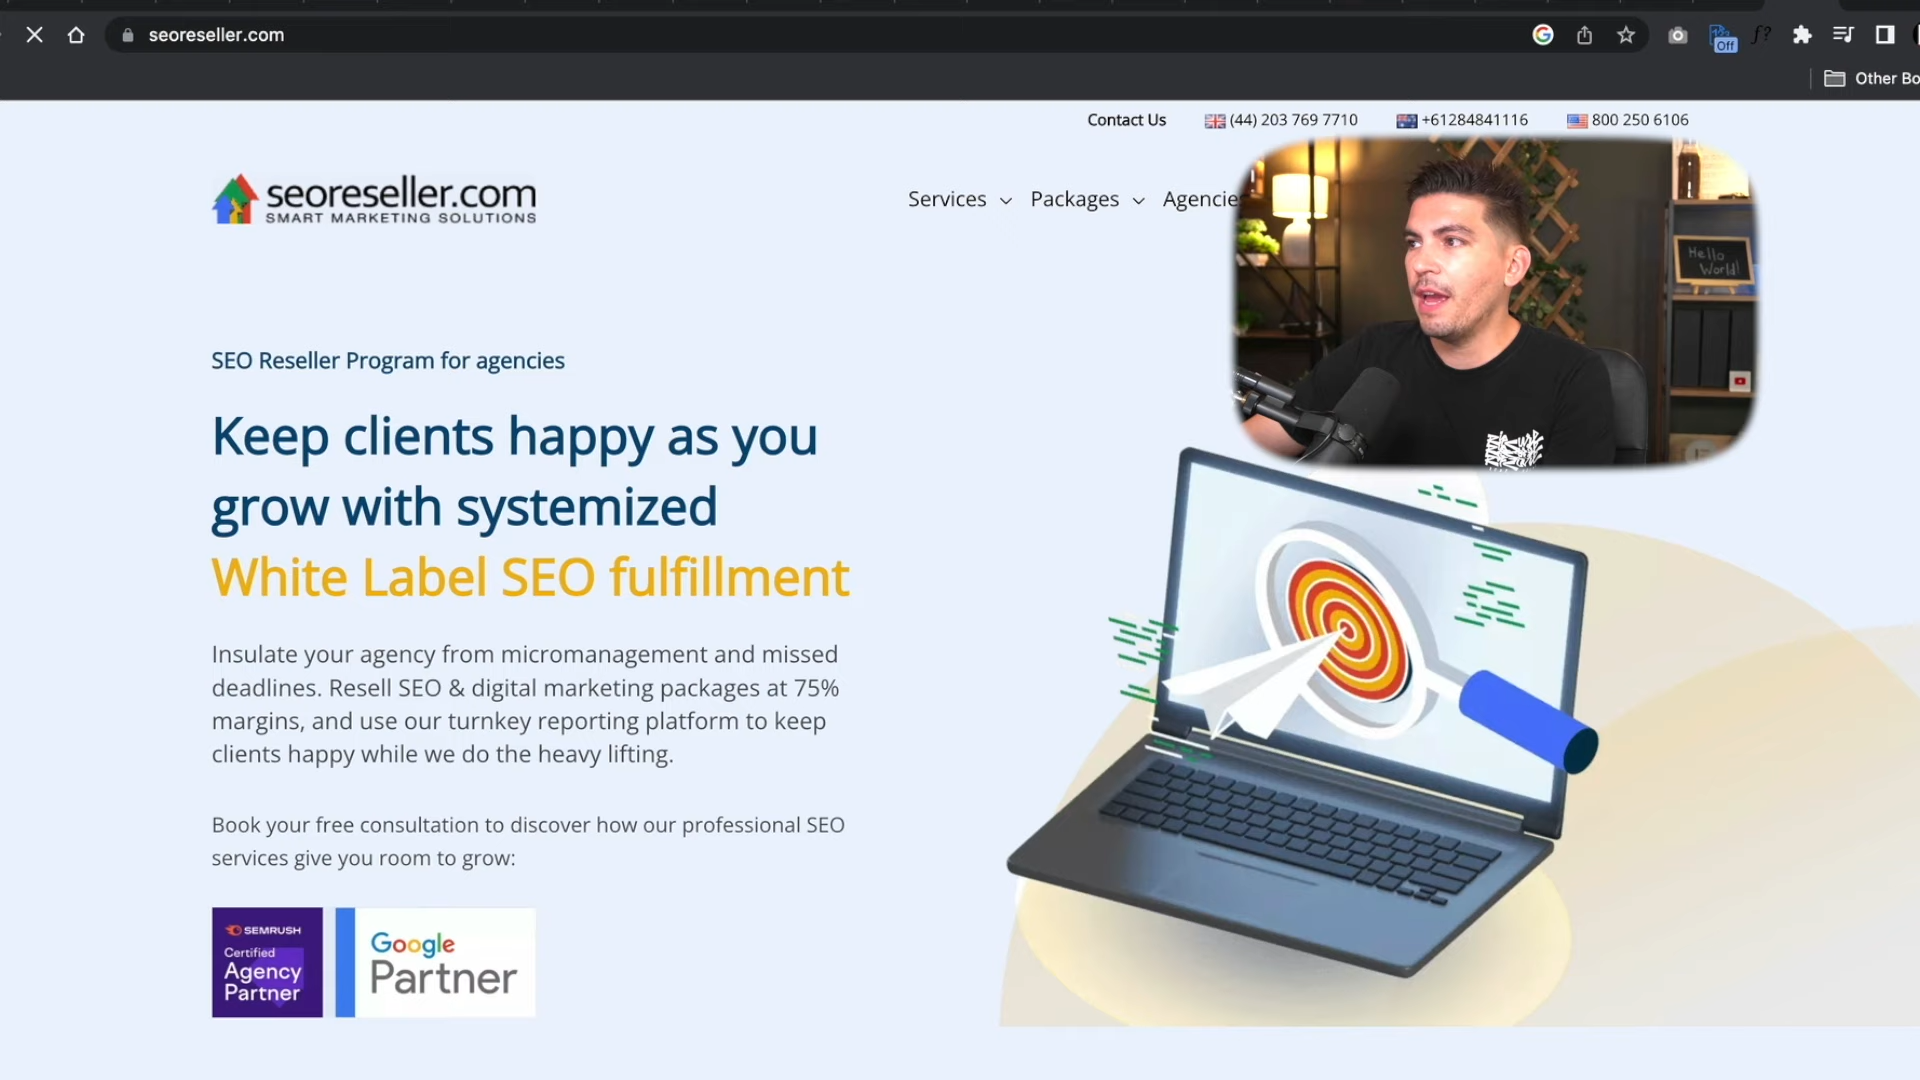 seoreseller.com
Off
f?
Other Bo
Contact Us (44) 203 769 7710 +61284841116 800 250 6106
seoreseller.com
SMART MARKETING SOLUTIONS
Services Packages Agencie
Hello
World!
SEO Reseller Program for agencies
Keep clients happy as you
grow with systemized
White Label SEO fulfillment
Insulate your agency from micromanagement and missed
deadlines. Resell SEO & digital marketing packages at 75%
margins, and use our turnkey reporting platform to keep
clients happy while we do the heavy lifting.
Book your free consultation to discover how our professional SEO
services give you room to grow:
SEMRUSH
Certified
Agency
Partner
Google
Partner